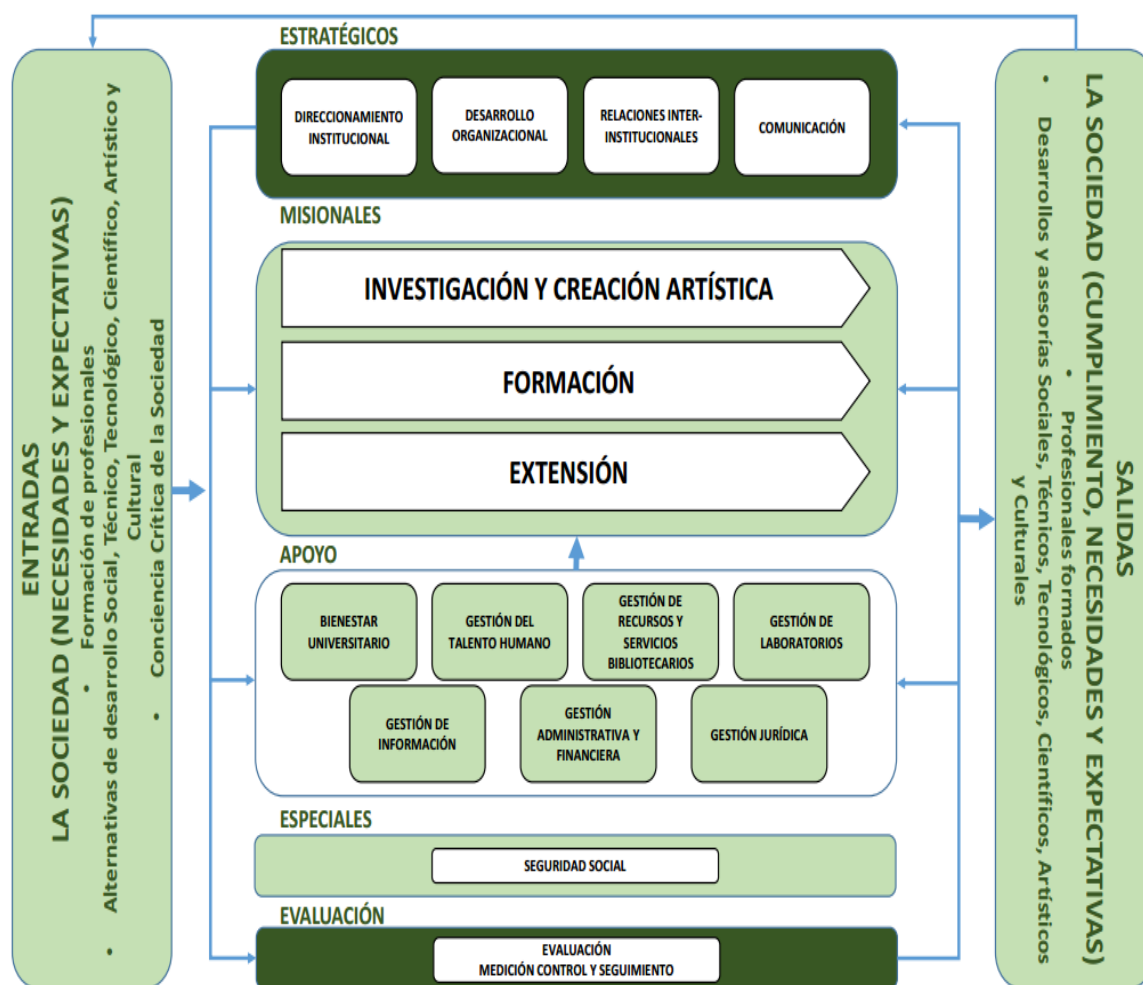 ENTRADAS
LA SOCIEDAD (NECESIDADES Y EXPECTATIVAS)
• Formación de profesionales
• Alternativas de desarrollo Social, Técnico, Tecnológico, Científico, Artístico y
Cultural
• Conciencia Crítica de la Sociedad
ESTRATÉGICOS
DIRECCIONAMIENTO
INSTITUCIONAL
DESARROLLO
ORGANIZACIONAL
RELACIONES INTER-
INSTITUCIONALES
COMUNICACIÓN
MISIONALES
INVESTIGACIÓN Y CREACIÓN ARTÍSTICA
FORMACIÓN
EXTENSIÓN
APOYO
BIENESTAR
UNIVERSITARIO
GESTIÓN DEL
TALENTO HUMANO
GESTIÓN DE
RECURSOS Y
SERVICIOS
BIBLIOTECARIOS
GESTIÓN DE
LABORATORIOS
GESTIÓN DE
INFORMACIÓN
GESTIÓN
ADMINISTRATIVA Y
FINANCIERA
GESTIÓN JURÍDICA
ESPECIALES
SEGURIDAD SOCIAL
EVALUACIÓN
EVALUACIÓN
MEDICIÓN CONTROL Y SEGUIMIENTO
SALIDAS
LA SOCIEDAD (CUMPLIMIENTO, NECESIDADES Y EXPECTATIVAS)
• Profesionales formados
• Desarrollos y asesorías Sociales, Técnicos, Tecnológicos, Científicos, Artísticos
y Culturales